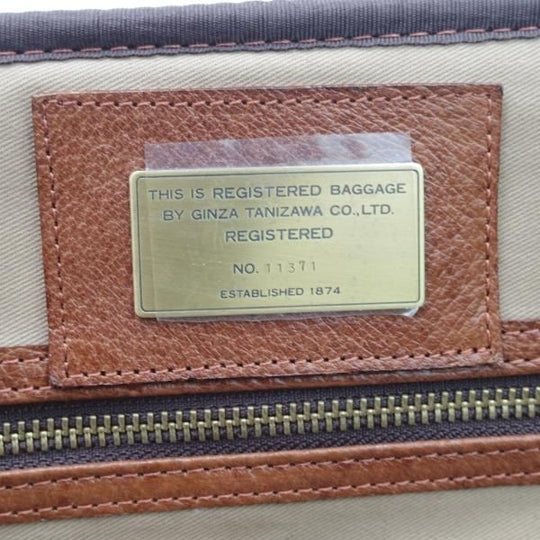 THIS IS REGISTERED BAGGAGE
BY GINZA TANIZAWA CO.,LTD.
REGISTERED
NO. 11371
ESTABLISHED 1874